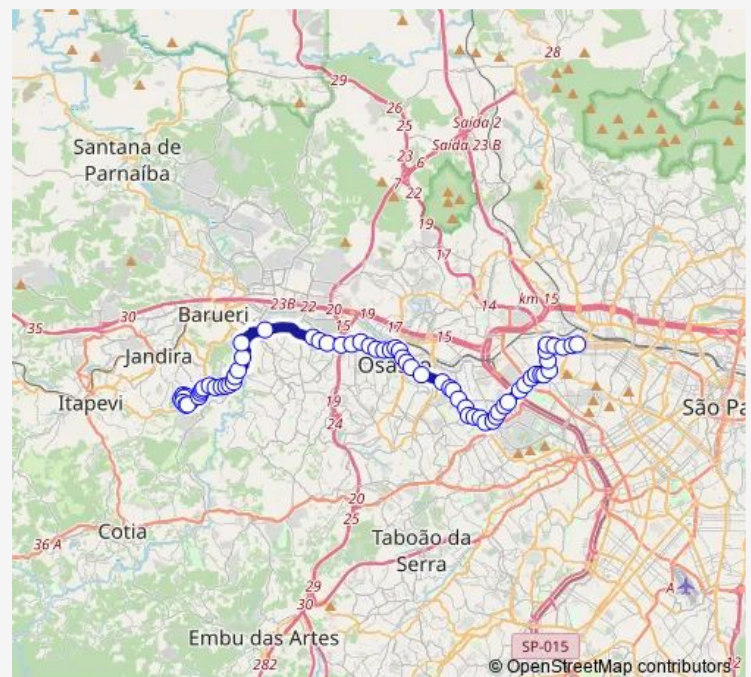 28
29
26
25
Saída 2
Saída 23 B
Santana de
Parnaíba
23
6
7
22
19
17
14
km 15
Barueri
23B
22
20
19
15
17
15
35
30
Jandira
Itapevi
São Pa
19
24
20
25
36 A
Cotia
Taboão da
Serra
29
30
Embu das Artes
282
A
SP-015
12
© OpenStreetMap contributors